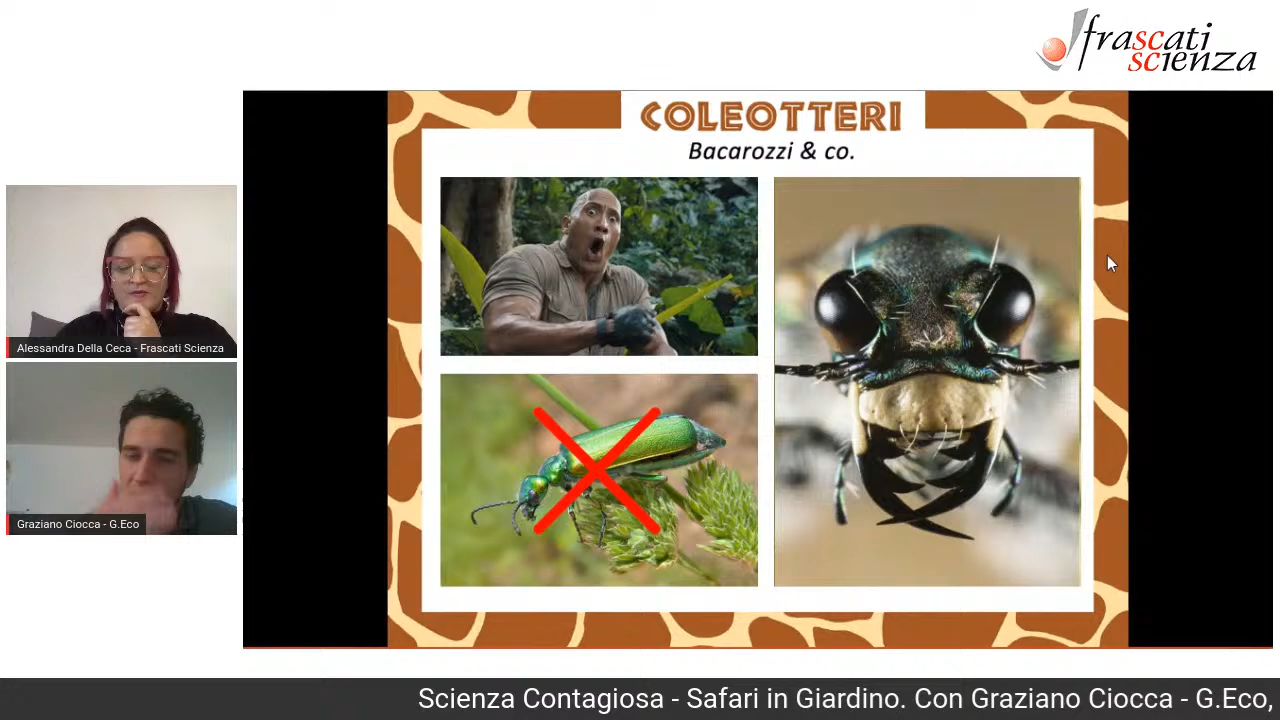 frascati
scienza
COLEOTTERI
Bacarozzi & co.
Alessandra Della Ceca - Frascati Scienza
Graziano Ciocca - G.Eco
Scienza Contagiosa - Safari in Giardino. Con Graziano Ciocca - G.Eco,